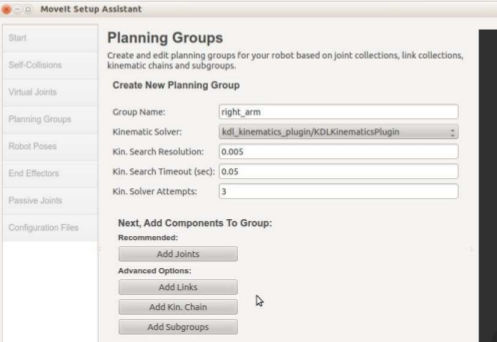 MoveIt Setup Assistant
Start
Self-Collisions
Virtual Joints
Planning Groups
Robot Poses
End Effectors
Passive Joints
Configuration Files
Planning Groups
Create and edit planning groups for your robot based on joint collections, link collections,
kinematic chains and subgroups.
Create New Planning Group
Group Name: right_arm
Kinematic Solver: kdl_kinematics_plugin/KDLKinematicsPlugin
Kin. Search Resolution: 0.005
Kin. Search Timeout (sec): 0.05
Kin. Solver Attempts: 3
Next, Add Components To Group:
Recommended:
Add Joints
Advanced Options:
Add Links
Add Kin. Chain
Add Subgroups